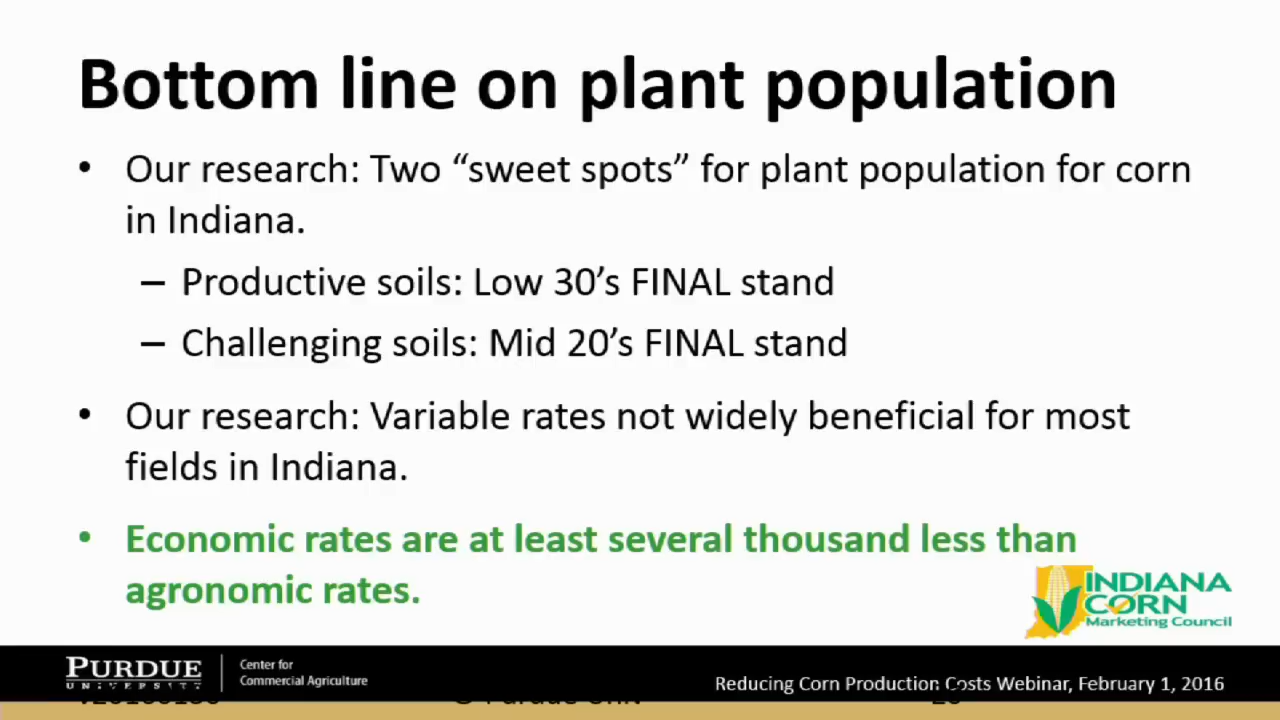 Bottom line on plant population
• Our research: Two “sweet spots” for plant population for corn
in Indiana.
– Productive soils: Low 30’s FINAL stand
– Challenging soils: Mid 20’s FINAL stand
• Our research: Variable rates not widely beneficial for most
fields in Indiana.
• Economic rates are at least several thousand less than
agronomic rates.
INDIANA
CORN
Marketing Council
PURDUE
UNIVERSITY
Center for
Commercial Agriculture
Reducing Corn Production Costs Webinar, February 1, 2016